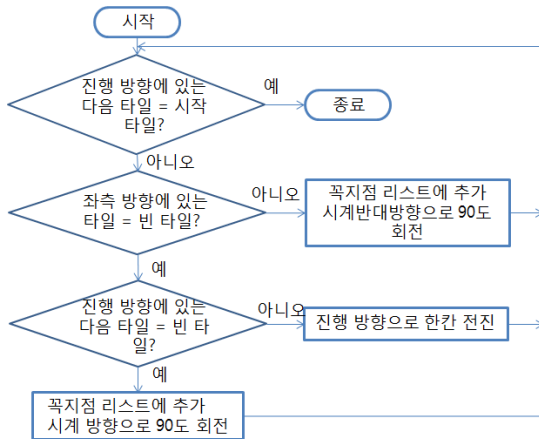 시작
진행 방향에 있는
다음 타일 = 시작
타일?
예
종료
아니오
좌측 방향에 있는
타일 = 빈 타일?
아니오
꼭지점 리스트에 추가
시계반대방향으로 90도
회전
예
진행 방향에 있는
다음 타일 = 빈 타
일?
아니오
진행 방향으로 한칸 전진
예
꼭지점 리스트에 추가
시계 방향으로 90도 회전